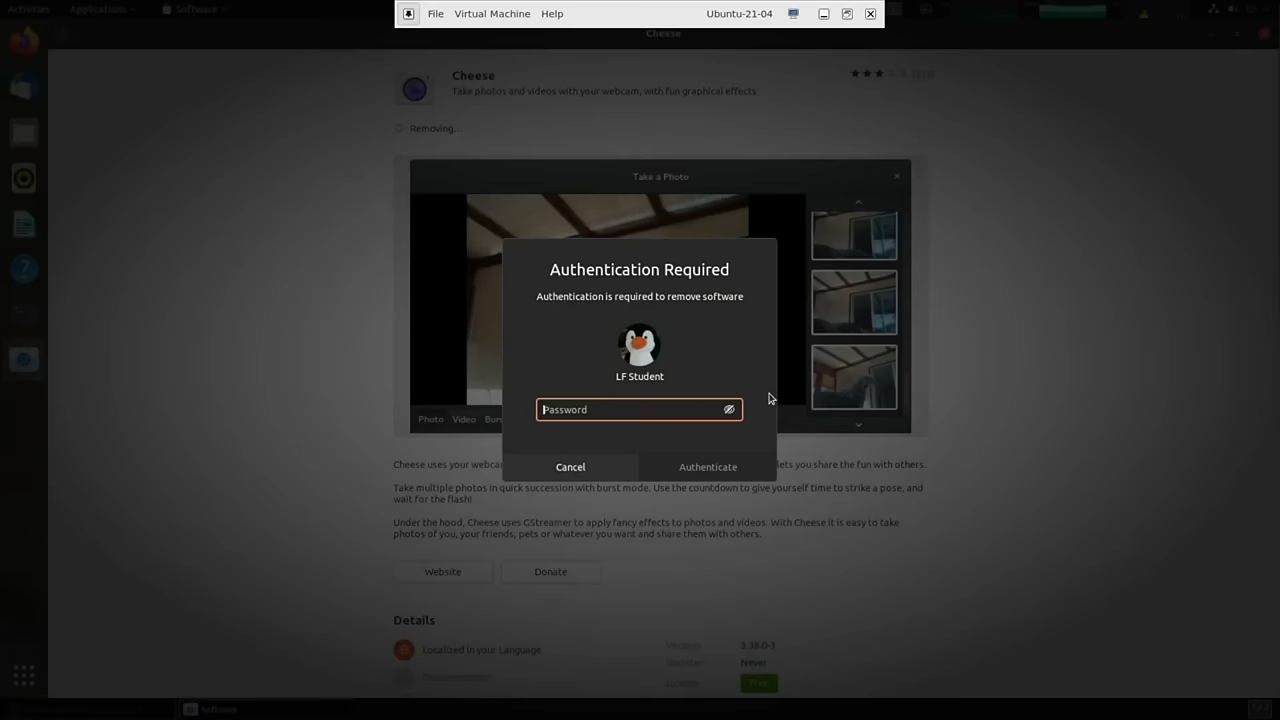 File Virtual Machine Help Ubuntu-21-04
Activities Applications Software
Cheese
Cheese
Take photos and videos with your webcam, with fun graphical effects
Removing...
Take a Photo
Authentication Required
Authentication is required to remove software
LF Student
Password
Cancel Authenticate
Photo Video
Cheese uses your lets you share the fun with others.
Take multiple photos in quick succession with burst mode. Use the countdown to give yourself time to strike a pose, and
wait for the flash!
Under the hood, Cheese uses GStreamer to apply fancy effects to photos and videos. With Cheese it is easy to take
photos of you, your friends, pets or whatever you want and share them with others.
Website Donate
Details
Localized in your Language
Documentation
Version 3.38.0-3
Updated Never
License Free
Software